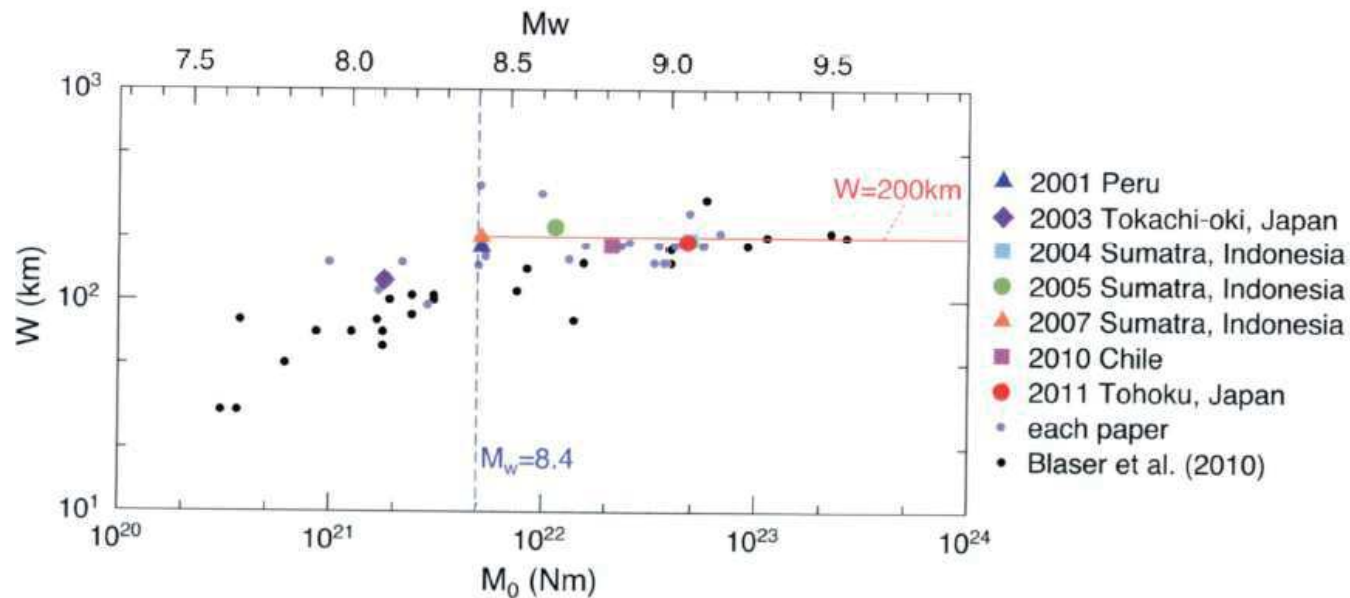 Mw
7.5 8.0 8.5 9.0 9.5
10³
W=200km
W (km)
10²
M_w=8.4
10¹
10²⁰ 10²¹ 10²² 10²³ 10²⁴
M₀ (Nm)
2001 Peru
2003 Tokachi-oki, Japan
2004 Sumatra, Indonesia
2005 Sumatra, Indonesia
2007 Sumatra, Indonesia
2010 Chile
2011 Tohoku, Japan
each paper
Blaser et al. (2010)